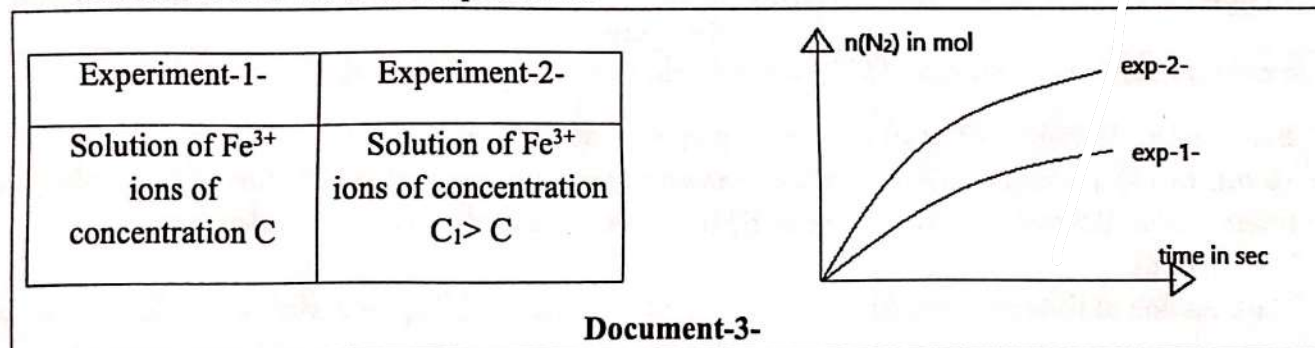 Experiment-1-
Experiment-2-
Solution of Fe³⁺
ions of
concentration C
Solution of Fe³⁺
ions of concentration
C₁> C
n(N₂) in mol
exp-2-
exp-1-
time in sec
Document-3-